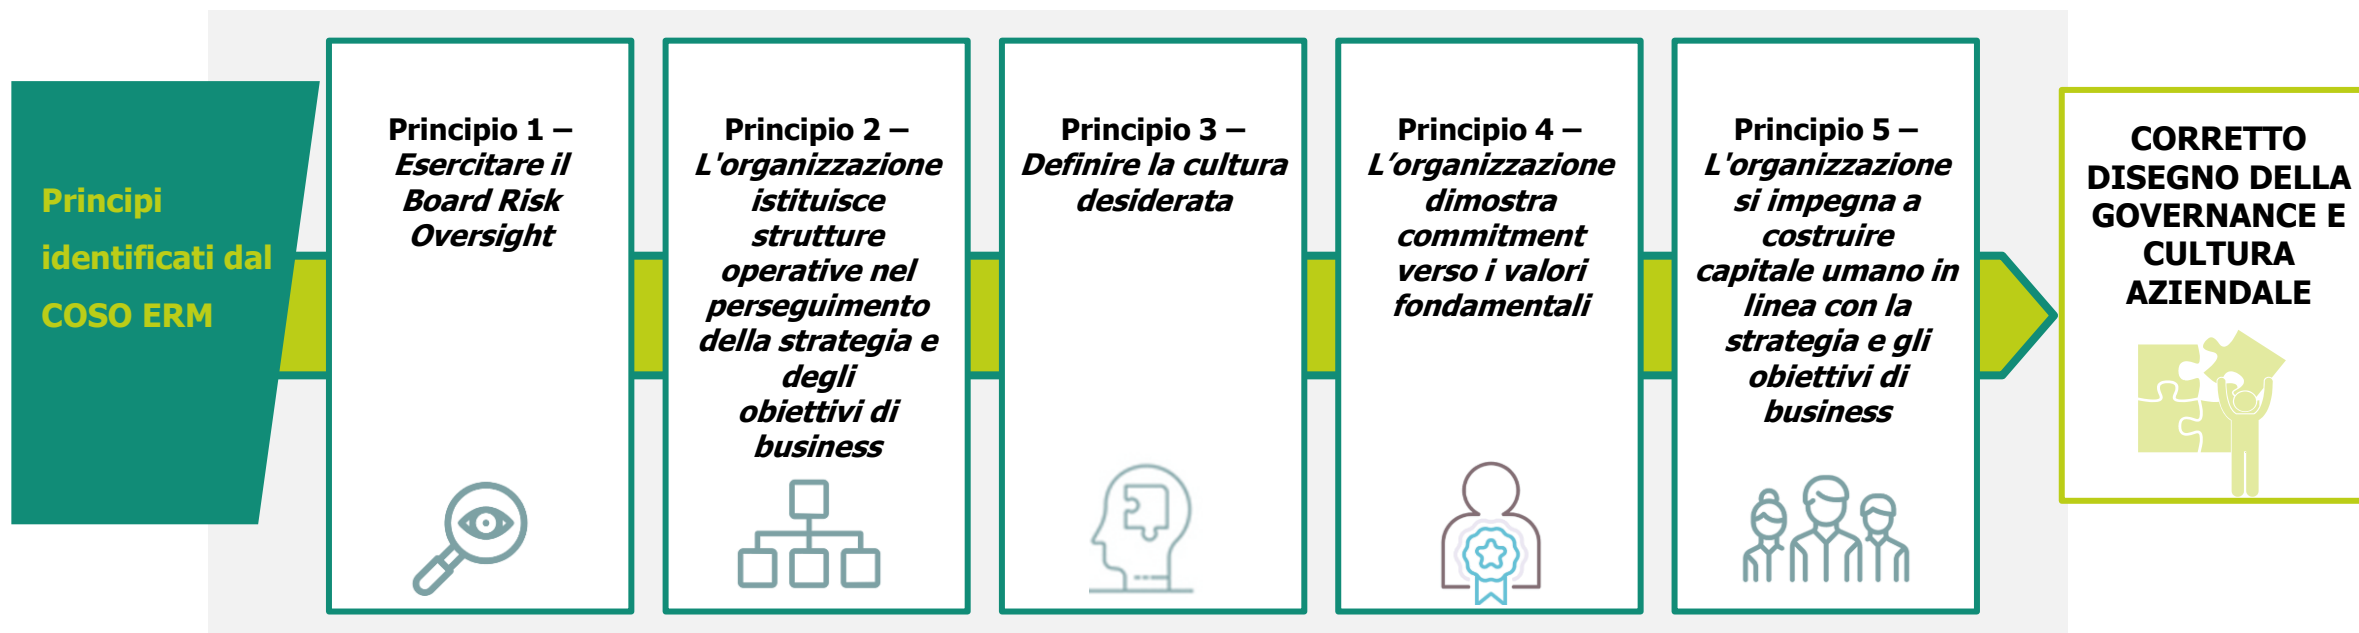 Principi
identificati dal
COSO ERM
Principio 1 –
Esercitare il
Board Risk
Oversight
Principio 2 –
L'organizzazione
istituisce
strutture
operative nel
perseguimento
della strategia e
degli
obiettivi di
business
Principio 3 –
Definire la cultura
desiderata
Principio 4 –
L’organizzazione
dimostra
commitment
verso i valori
fondamentali
Principio 5 –
L'organizzazione
si impegna a
costruire
capitale umano in
linea con la
strategia e gli
obiettivi di
business
CORRETTO
DISEGNO DELLA
GOVERNANCE E
CULTURA
AZIENDALE